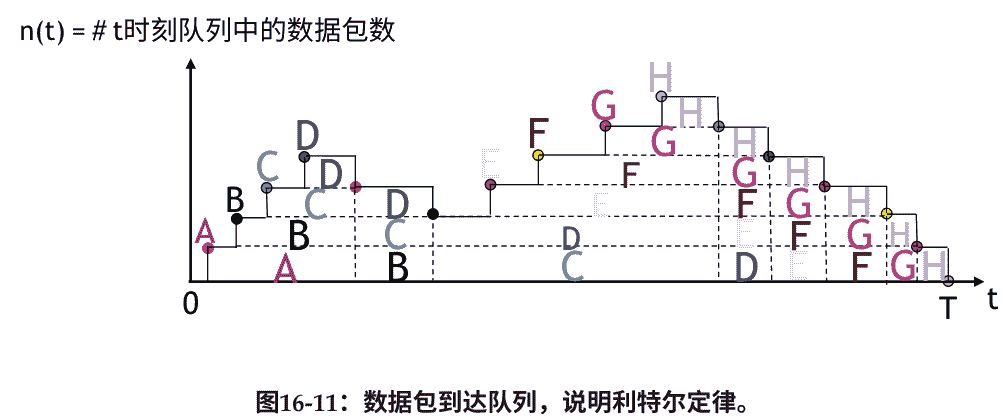 n(t) = # t时刻队列中的数据包数
H
G H
D F G
C D E F H
B C D E G H
A B C D F G H
A B C D E F G H
0 T t
图16-11：数据包到达队列，说明利特尔定律。